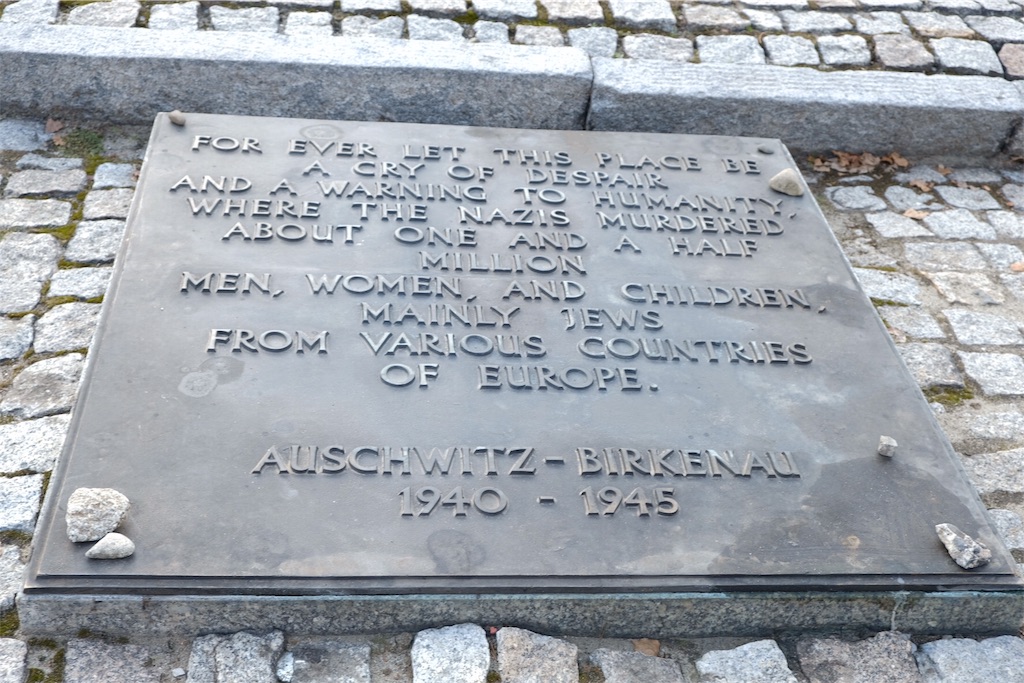 FOR EVER LET THIS PLACE BE
A CRY OF DESPAIR
AND A WARNING TO HUMANITY,
WHERE THE NAZIS MURDERED
ABOUT ONE AND A HALF
MILLION
MEN, WOMEN, AND CHILDREN,
MAINLY JEWS
FROM VARIOUS COUNTRIES
OF EUROPE.
AUSCHWITZ - BIRKENAU
1940 - 1945